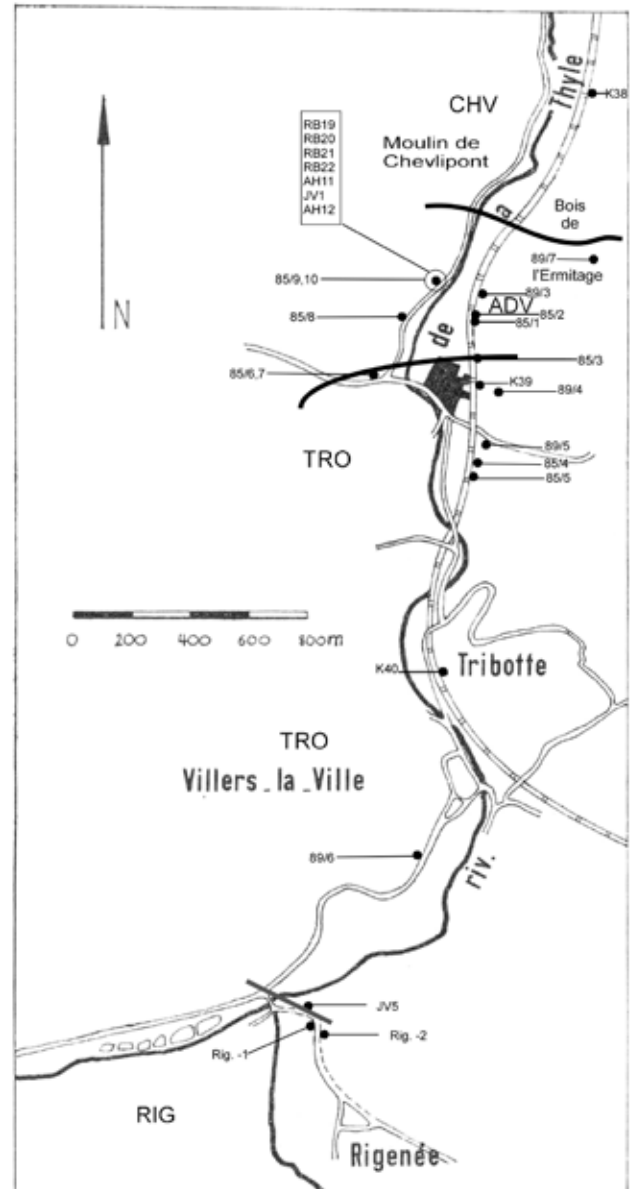 K38
Thyle
CHV
RB19
RB20
RB21
RB22
AH11
JV1
AH12
Moulin de
Chevlipont
la
Bois
de
89/7
l'Ermitage
N
85/9,10
89/3
ADV
85/8
85/2
85/1
de
85/3
85/6,7
K39
89/4
TRO
89/5
85/4
85/5
0 200 400 600 800m
Tribotte
K40
TRO
Villers_la_Ville
89/6
riv.
JV5
Rig. -1
Rig. -2
RIG
Rigenée